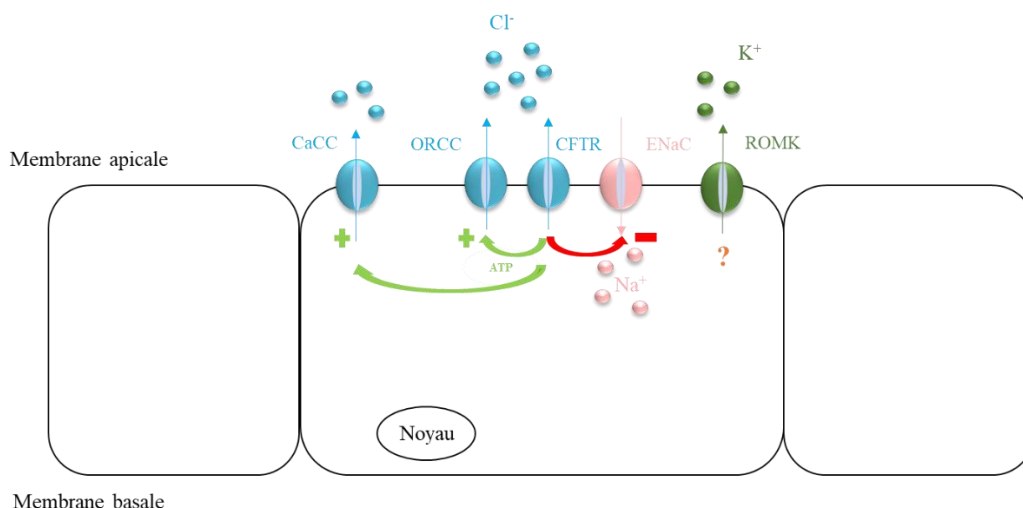 Cl-
K+
CaCC
ORCC
CFTR
ENaC
ROMK
Membrane apicale
+
+
ATP
-
?
Na+
Noyau
Membrane basale